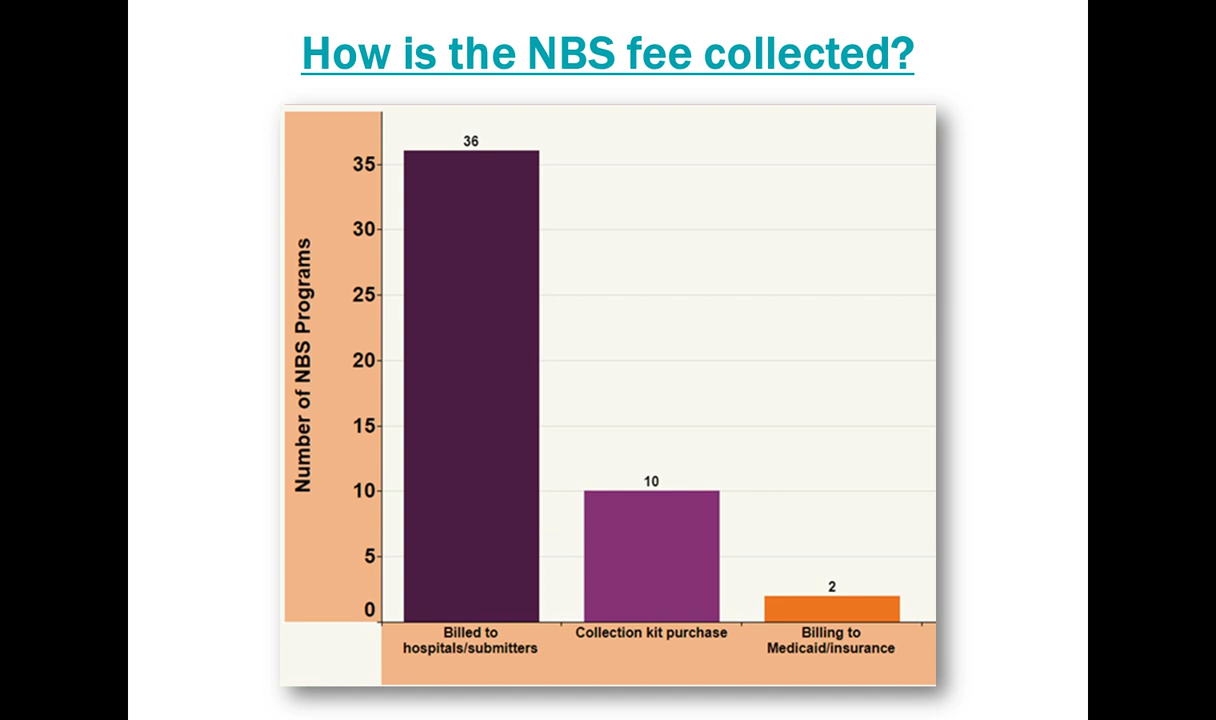 How is the NBS fee collected?
Number of NBS Programs
35
30
25
20
15
10
5
0
36
10
2
Billed to
hospitals/submitters
Collection kit purchase
Billing to
Medicaid/insurance